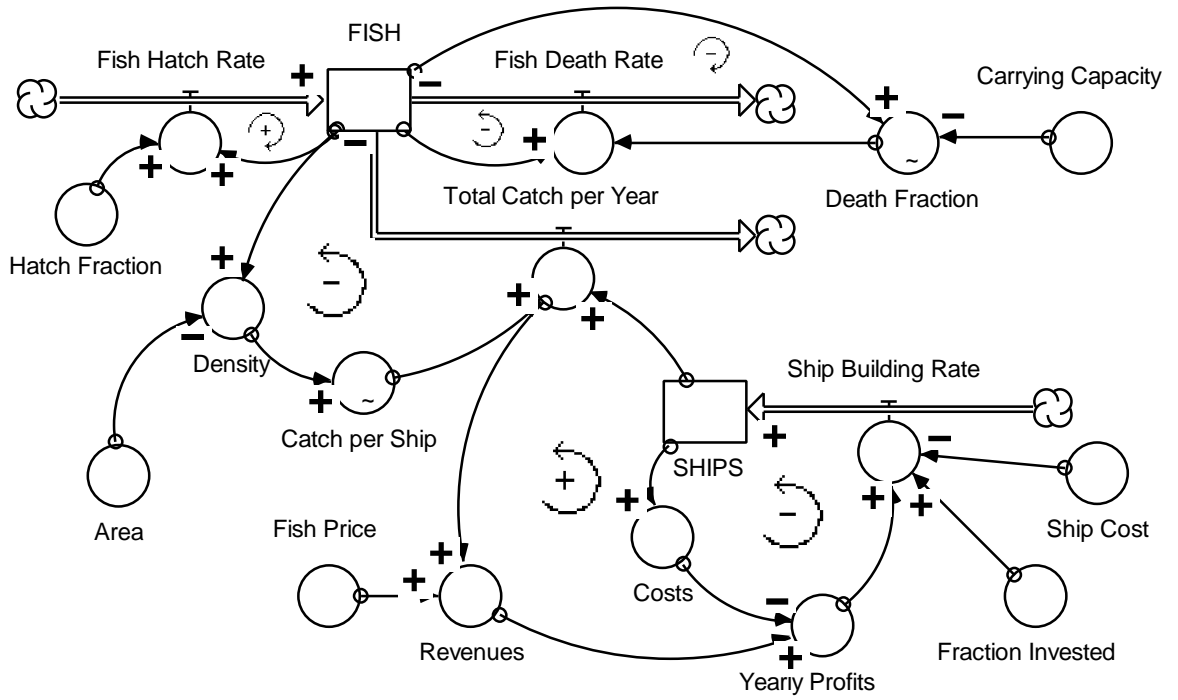 FISH
Fish Hatch Rate
Fish Death Rate
Carrying Capacity
+
−
−
+
−
+
−
+
−
+
+
~
Total Catch per Year
Death Fraction
Hatch Fraction
+
−
+
+
−
Density
Ship Building Rate
+
~
Catch per Ship
+
−
SHIPS
+
+
−
+
+
Area
Fish Price
Ship Cost
+
+
Costs
−
Revenues
Fraction Invested
+
Yearly Profits